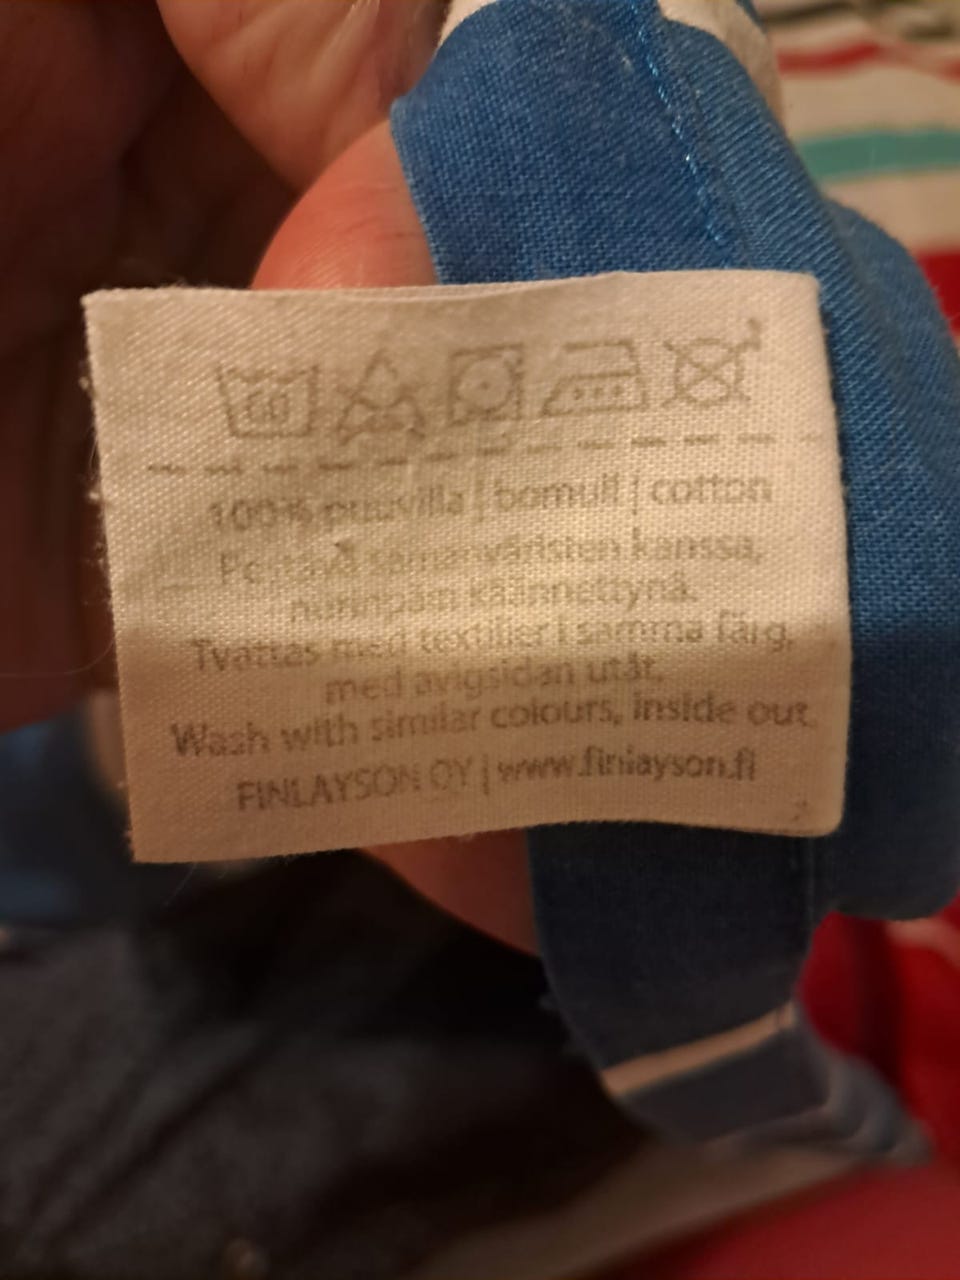 60
100% puuvilla | bomull | cotton
Pestävä samanväristen kanssa,
nurinpäin käännettynä.
Tvättas med textilier i samma färg,
med avigsidan utåt.
Wash with similar colours, inside out.
FINLAYSON OY | www.finlayson.fi